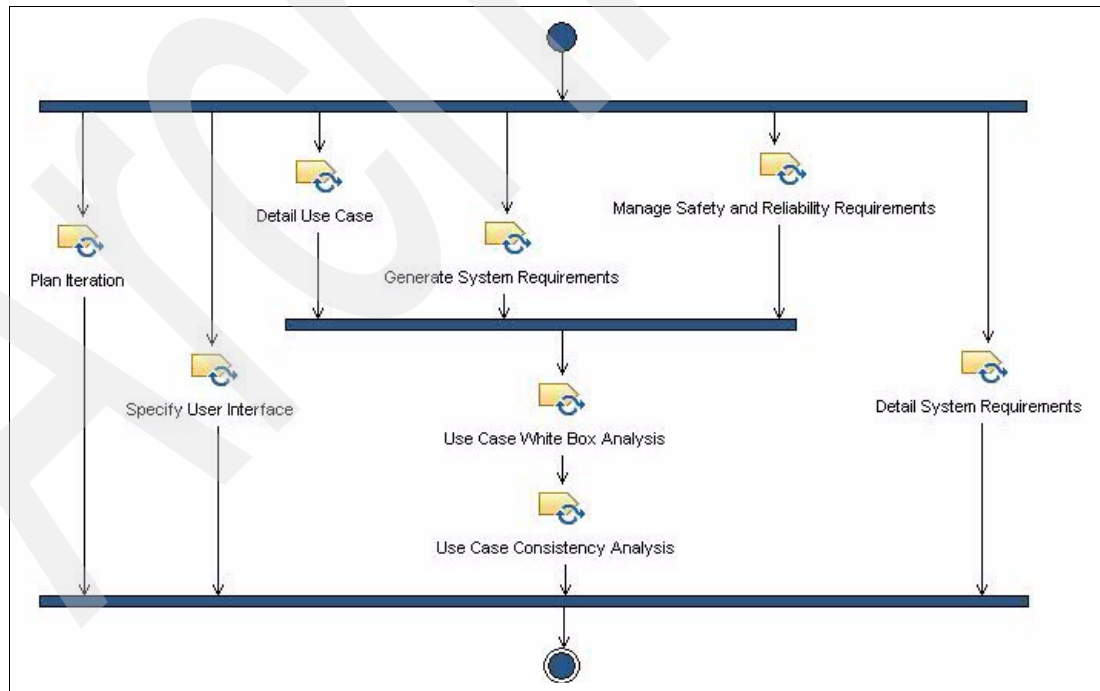 Detail Use Case
Manage Safety and Reliability Requirements
Plan Iteration
Generate System Requirements
Specify User Interface
Use Case White Box Analysis
Detail System Requirements
Use Case Consistency Analysis